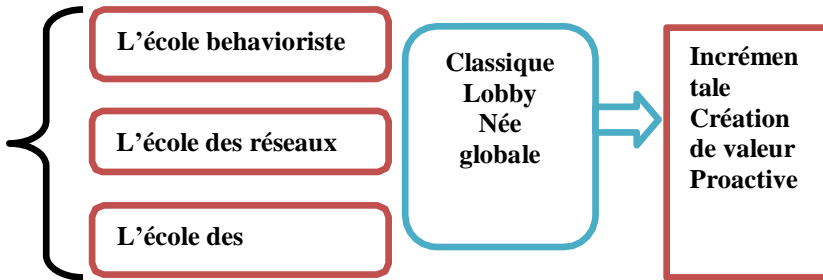 L'école behavioriste
L'école des réseaux
L'école des
Classique
Lobby
Née
globale
Incrémen
tale
Création
de valeur
Proactive